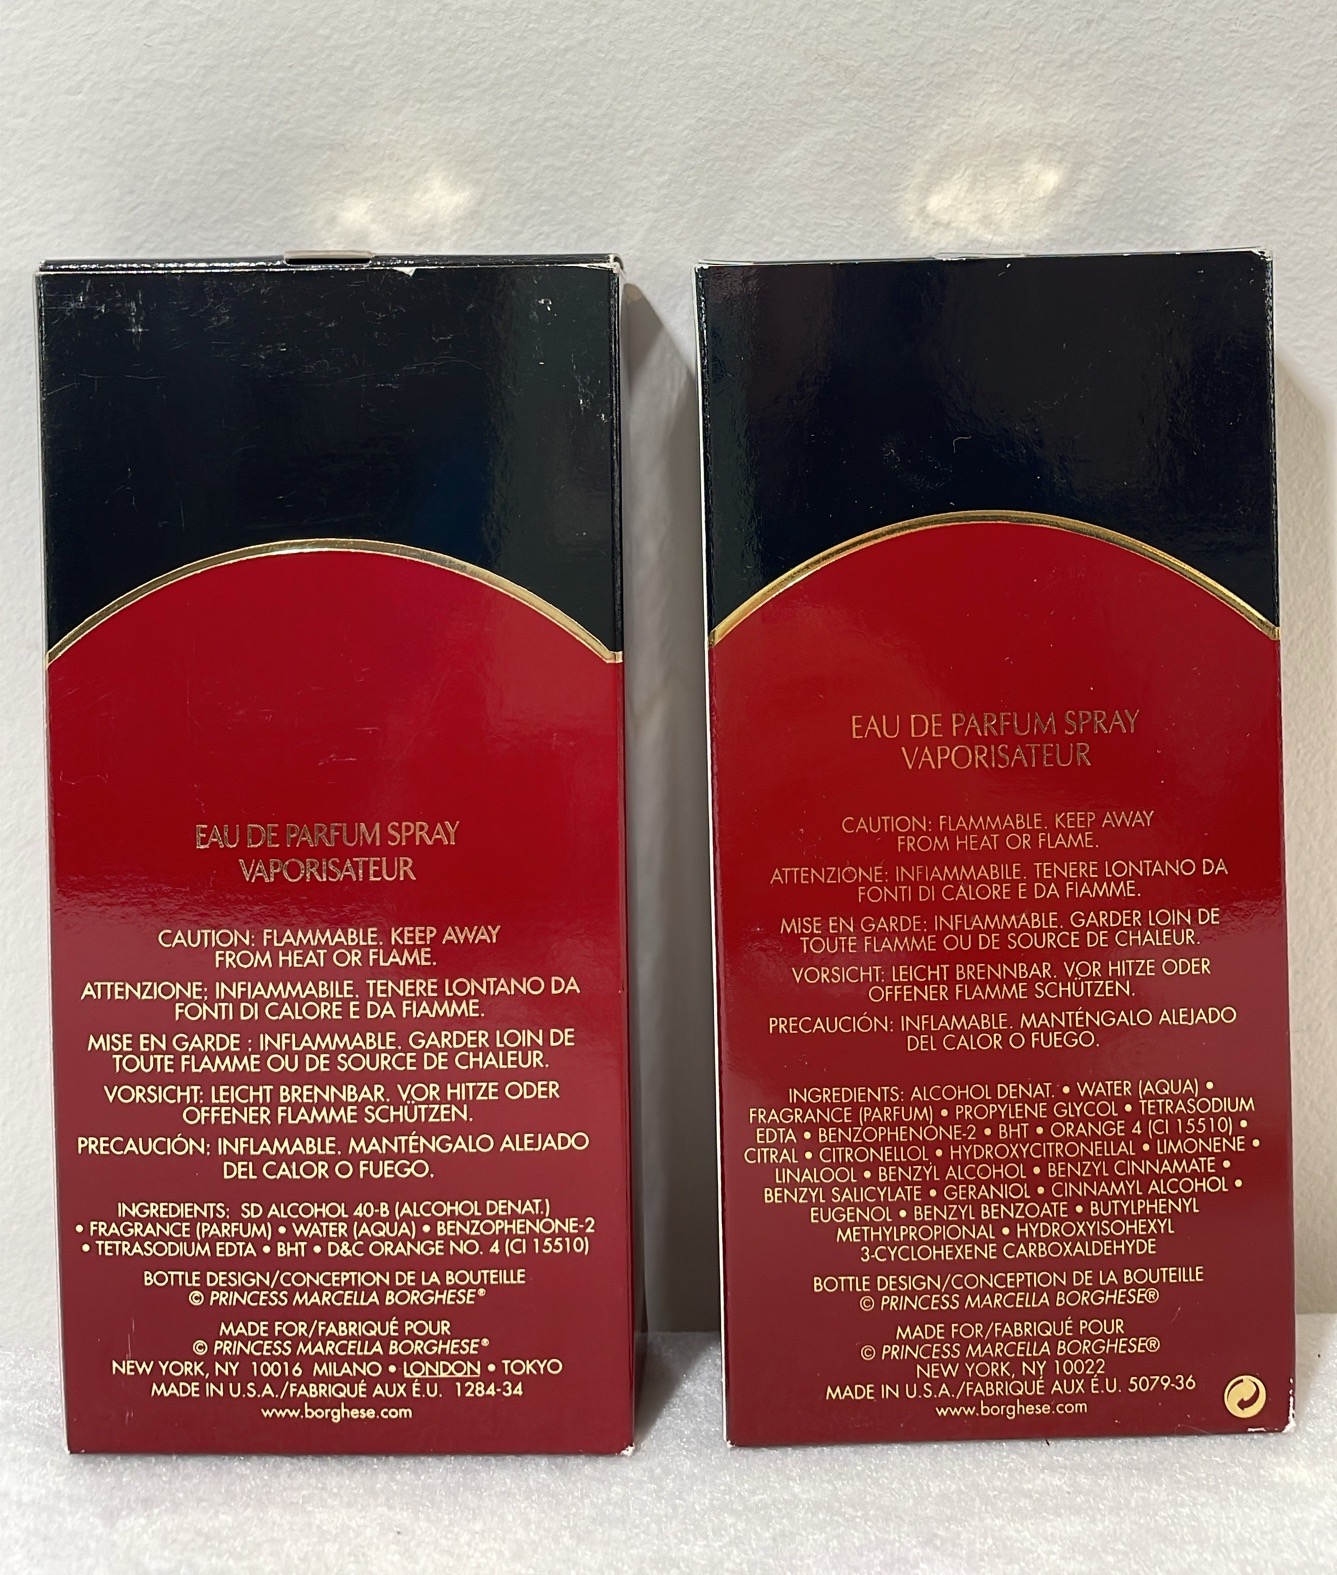 EAU DE PARFUM SPRAY
VAPORISATEUR
CAUTION: FLAMMABLE. KEEP AWAY
FROM HEAT OR FLAME.
ATTENZIONE: INFIAMMABILE. TENERE LONTANO DA
FONTI DI CALORE E DA FIAMME.
MISE EN GARDE : INFLAMMABLE. GARDER LOIN DE
TOUTE FLAMME OU DE SOURCE DE CHALEUR.
VORSICHT: LEICHT BRENNBAR. VOR HITZE ODER
OFFENER FLAMME SCHÜTZEN.
PRECAUCIÓN: INFLAMABLE. MANTÉNGALO ALEJADO
DEL CALOR O FUEGO.
INGREDIENTS: SD ALCOHOL 40-B (ALCOHOL DENAT.)
• FRAGRANCE (PARFUM) • WATER (AQUA) • BENZOPHENONE-2
• TETRASODIUM EDTA • BHT • D&C ORANGE NO. 4 (CI 15510)
BOTTLE DESIGN/CONCEPTION DE LA BOUTEILLE
© PRINCESS MARCELLA BORGHESE®
MADE FOR/FABRIQUÉ POUR
© PRINCESS MARCELLA BORGHESE®
NEW YORK, NY 10016 MILANO • LONDON • TOKYO
MADE IN U.S.A./FABRIQUÉ AUX É.U. 1284-34
www.borghese.com
EAU DE PARFUM SPRAY
VAPORISATEUR
CAUTION: FLAMMABLE. KEEP AWAY
FROM HEAT OR FLAME.
ATTENZIONE: INFIAMMABILE. TENERE LONTANO DA
FONTI DI CALORE E DA FIAMME.
MISE EN GARDE: INFLAMMABLE. GARDER LOIN DE
TOUTE FLAMME OU DE SOURCE DE CHALEUR.
VORSICHT: LEICHT BRENNBAR. VOR HITZE ODER
OFFENER FLAMME SCHÜTZEN.
PRECAUCIÓN: INFLAMABLE. MANTÉNGALO ALEJADO
DEL CALOR O FUEGO.
INGREDIENTS: ALCOHOL DENAT. • WATER (AQUA) •
FRAGRANCE (PARFUM) • PROPYLENE GLYCOL • TETRASODIUM
EDTA • BENZOPHENONE-2 • BHT • ORANGE 4 (CI 15510) •
CITRAL • CITRONELLOL • HYDROXYCITRONELLAL • LIMONENE •
LINALOOL • BENZYL ALCOHOL • BENZYL CINNAMATE •
BENZYL SALICYLATE • GERANIOL • CINNAMYL ALCOHOL •
EUGENOL • BENZYL BENZOATE • BUTYLPHENYL
METHYLPROPIONAL • HYDROXYISOHEXYL
3-CYCLOHEXENE CARBOXALDEHYDE
BOTTLE DESIGN/CONCEPTION DE LA BOUTEILLE
© PRINCESS MARCELLA BORGHESE®
MADE FOR/FABRIQUÉ POUR
© PRINCESS MARCELLA BORGHESE®
NEW YORK, NY 10022
MADE IN U.S.A./FABRIQUÉ AUX É.U. 5079-36
www.borghese.com